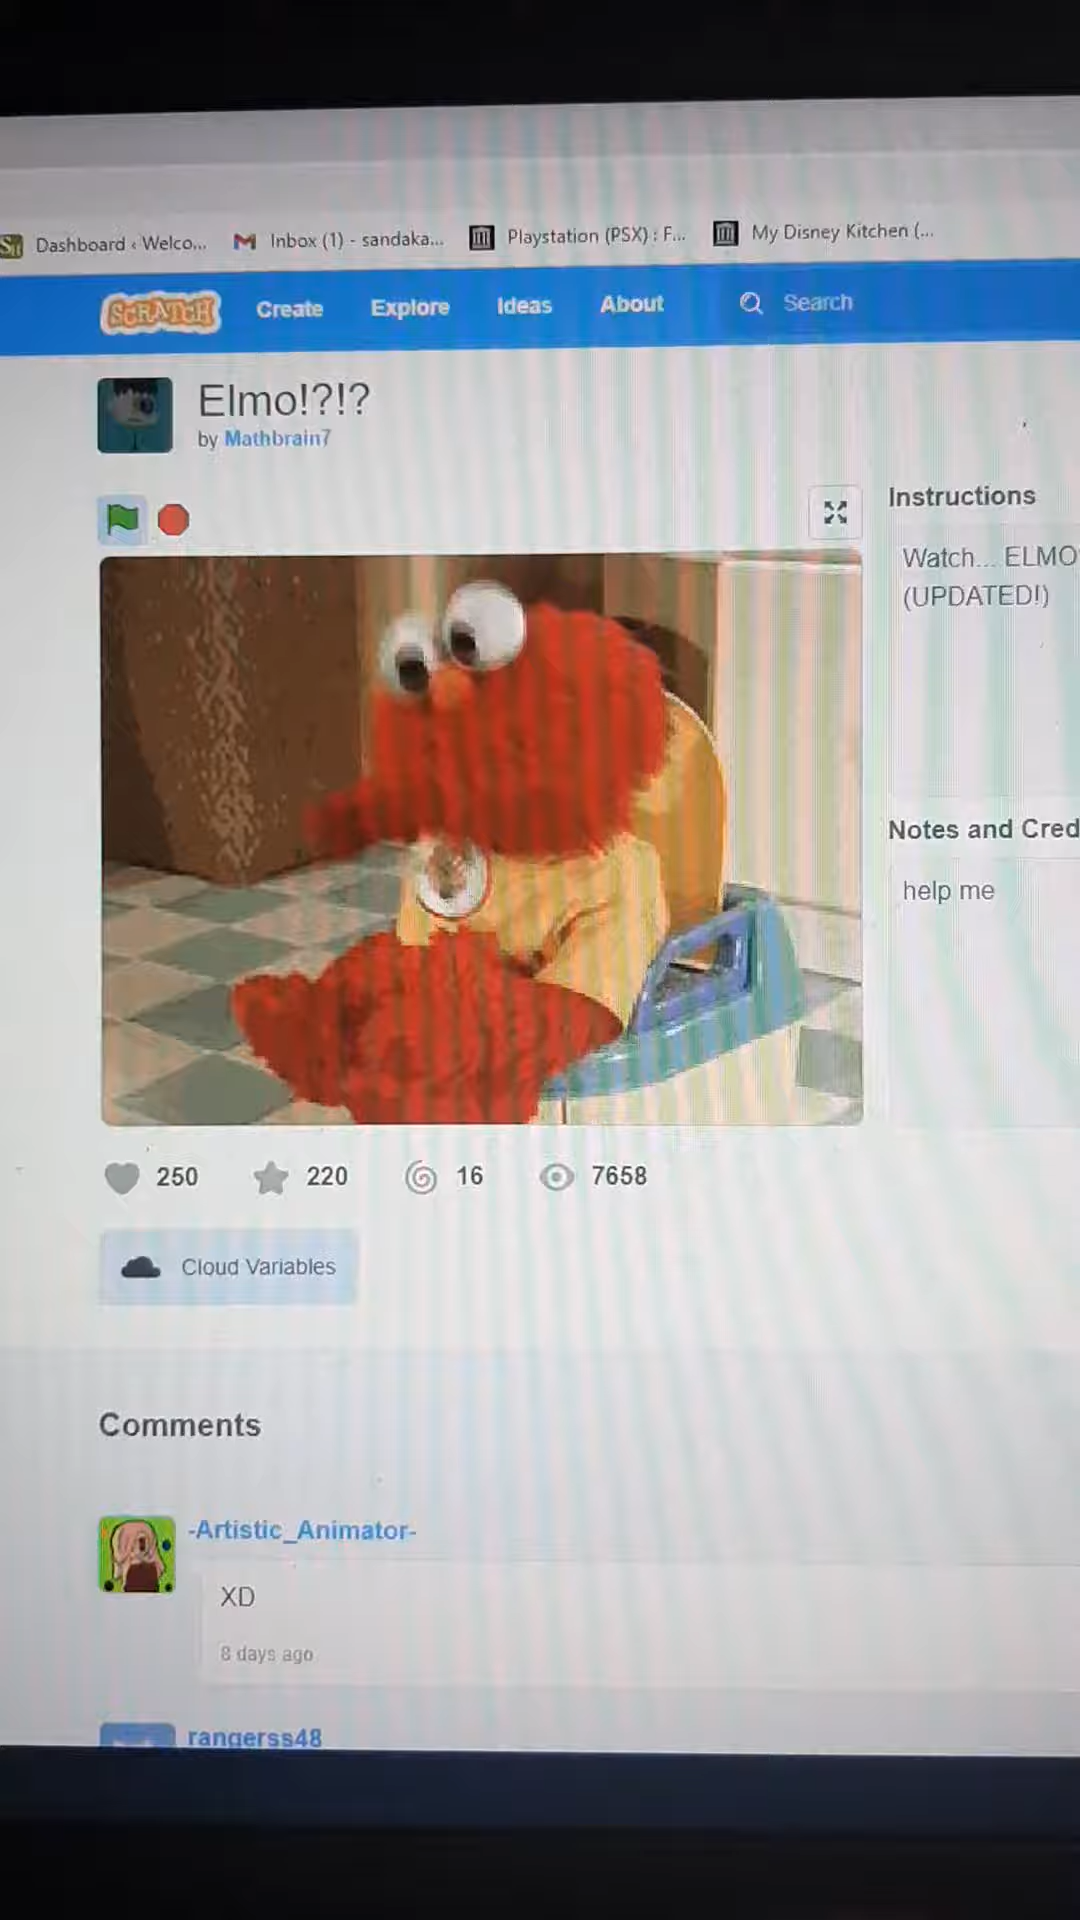 Dashboard ‹ Welco...
Inbox (1) - sandaka...
Playstation (PSX) : F...
My Disney Kitchen (...
SCRATCH
Create
Explore
Ideas
About
Search
Elmo!?!?
by Mathbrain7
Instructions
Watch... ELMO
(UPDATED!)
Notes and Cred
help me
250
220
16
7658
Cloud Variables
Comments
-Artistic_Animator-
XD
8 days ago
rangerss48